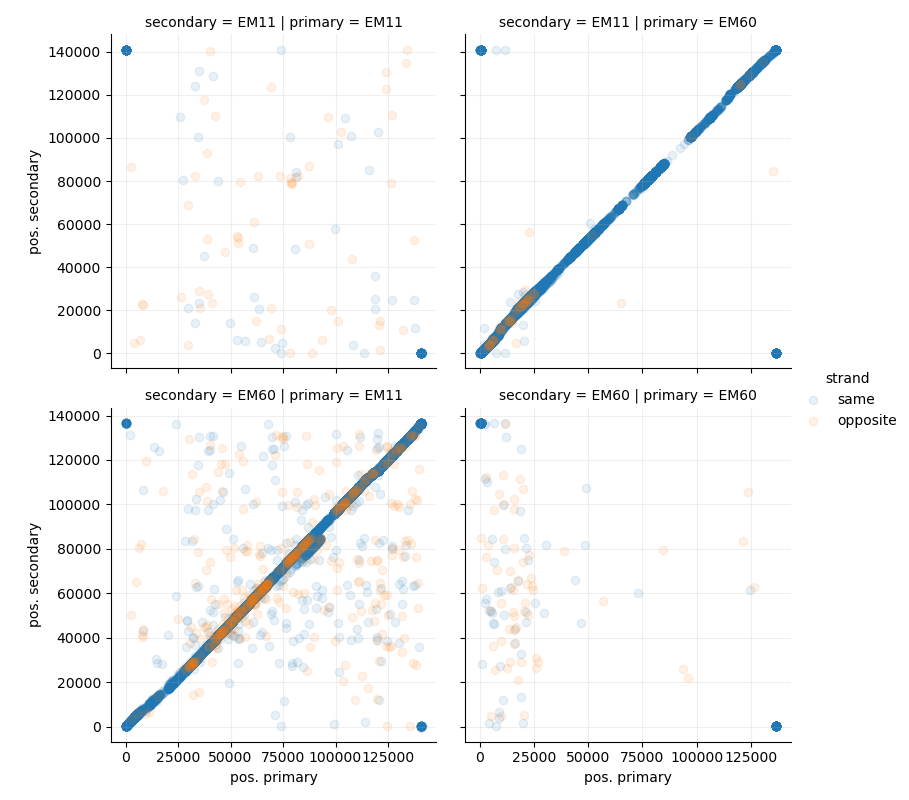 secondary = EM11 | primary = EM11
secondary = EM11 | primary = EM60
140000
120000
100000
80000
60000
40000
20000
0
pos. secondary
strand
same
opposite
secondary = EM60 | primary = EM11
secondary = EM60 | primary = EM60
140000
120000
100000
80000
60000
40000
20000
0
pos. secondary
0 25000 50000 75000 100000 125000
0 25000 50000 75000 100000 125000
pos. primary
pos. primary